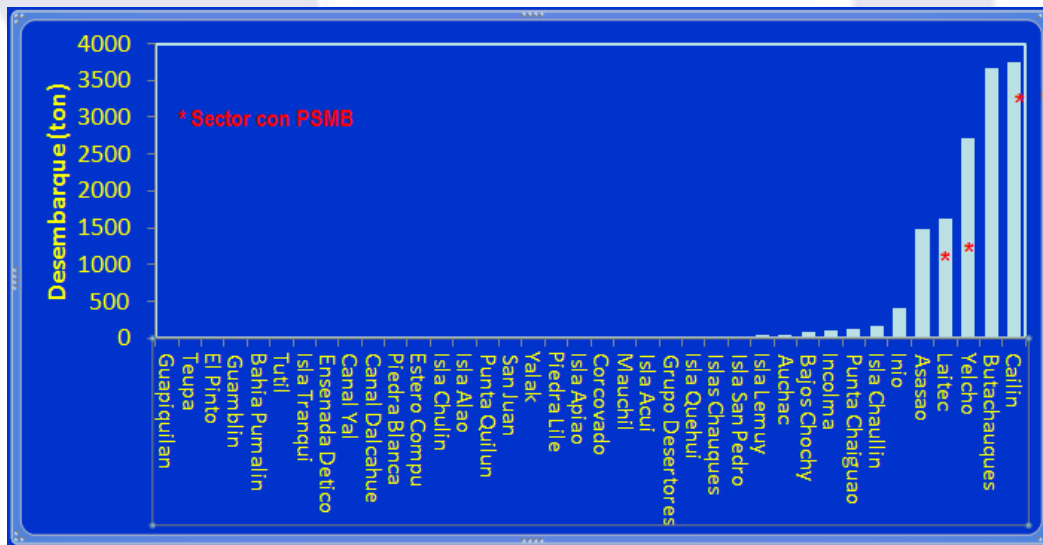 Desembarque (ton)
4000
3500
3000
2500
2000
1500
1000
500
0
* Sector con PSMB
*
*
*
Guapiquilan
Teupa
El Pinto
Guamblin
Bahia Pumalin
Tutil
Isla Tranqui
Ensenada Detico
Canal Yal
Canal Dalcahue
Piedra Blanca
Estero Compu
Isla Chulin
Isla Alao
Punta Quilun
San Juan
Yalak
Piedra Lile
Isla Apiao
Corcovado
Mauchil
Isla Acui
Grupo Desertores
Isla Quehui
Islas Chauques
Isla San Pedro
Isla Lemuy
Auchac
Bajos Chochy
Incolma
Punta Chaiguao
Isla Chaullin
Inio
Asasao
Laitec
Yelcho
Butachauques
Cailin